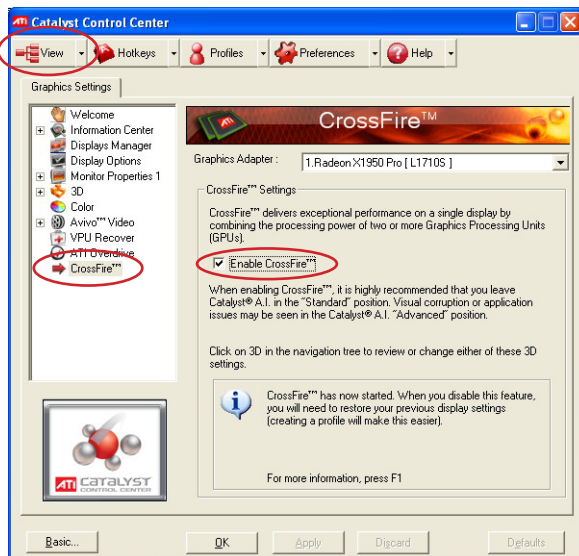 ATI Catalyst Control Center
View Hotkeys Profiles Preferences Help
Graphics Settings
Welcome
Information Center
Displays Manager
Display Options
Monitor Properties 1
3D
Color
Avivo™ Video
VPU Recover
ATI Overdrive
CrossFire™
ATI
CrossFire™
Graphics Adapter :
1.Radeon X1950 Pro [ L1710S ]
CrossFire™ Settings
CrossFire™ delivers exceptional performance on a single display by
combining the processing power of two or more Graphics Processing Units
(GPUs).
Enable CrossFire™
When enabling CrossFire™, it is highly recommended that you leave
Catalyst® A.I. in the "Standard" position. Visual corruption or application
issues may be seen in the Catalyst® A.I. "Advanced" position.
Click on 3D in the navigation tree to review or change either of these 3D
settings.
CrossFire™ has now started. When you disable this feature,
you will need to restore your previous display settings
(creating a profile will make this easier).
For more information, press F1
ATI CATALYST
CONTROL CENTER
Basic... OK Apply Discard Defaults